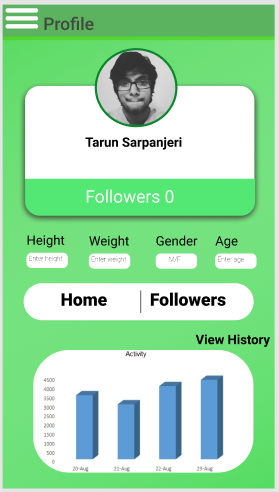 Profile
Tarun Sarpanjeri
Followers 0
Height Weight Gender Age
Enter height Enter weight M/F Enter age
Home Followers
View History
Activity
4500
4000
3500
3000
2500
2000
1500
1000
500
0
20-Aug 21-Aug 22-Aug 23-Aug